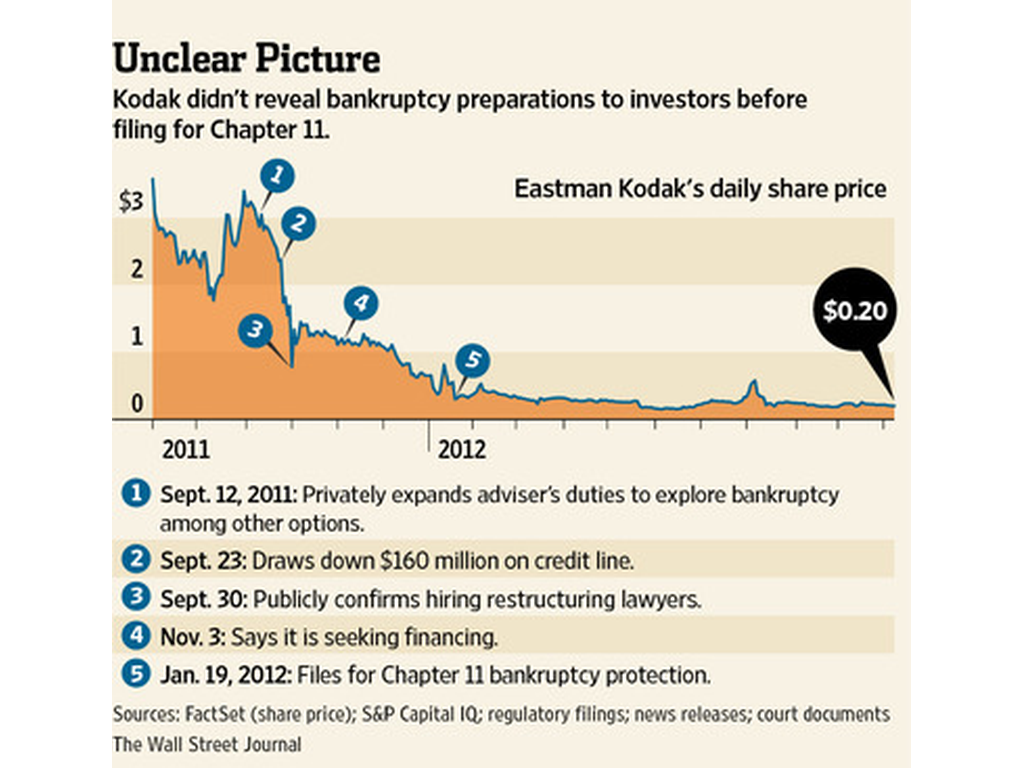 Unclear Picture
Kodak didn't reveal bankruptcy preparations to investors before
filing for Chapter 11.
Eastman Kodak's daily share price
$3
2
1
0
1
2
3
4
5
$0.20
2011
2012
1 Sept. 12, 2011: Privately expands adviser's duties to explore bankruptcy
among other options.
2 Sept. 23: Draws down $160 million on credit line.
3 Sept. 30: Publicly confirms hiring restructuring lawyers.
4 Nov. 3: Says it is seeking financing.
5 Jan. 19, 2012: Files for Chapter 11 bankruptcy protection.
Sources: FactSet (share price); S&P Capital IQ; regulatory filings; news releases; court documents
The Wall Street Journal